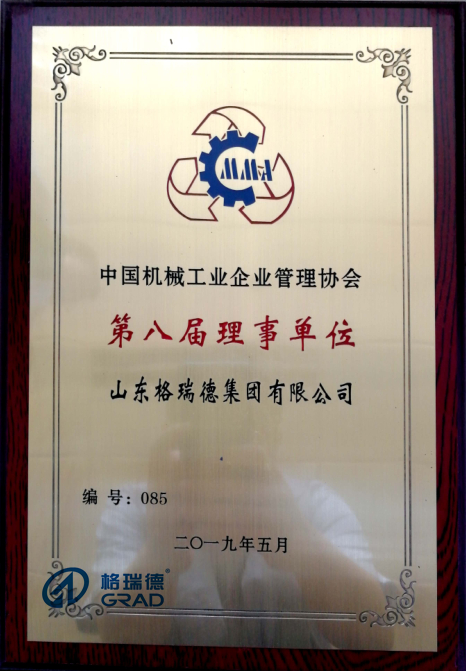 MMA
中国机械工业企业管理协会
第八届理事单位
山东格瑞德集团有限公司
编 号：085
二〇一九年五月
格瑞德®
GRAD